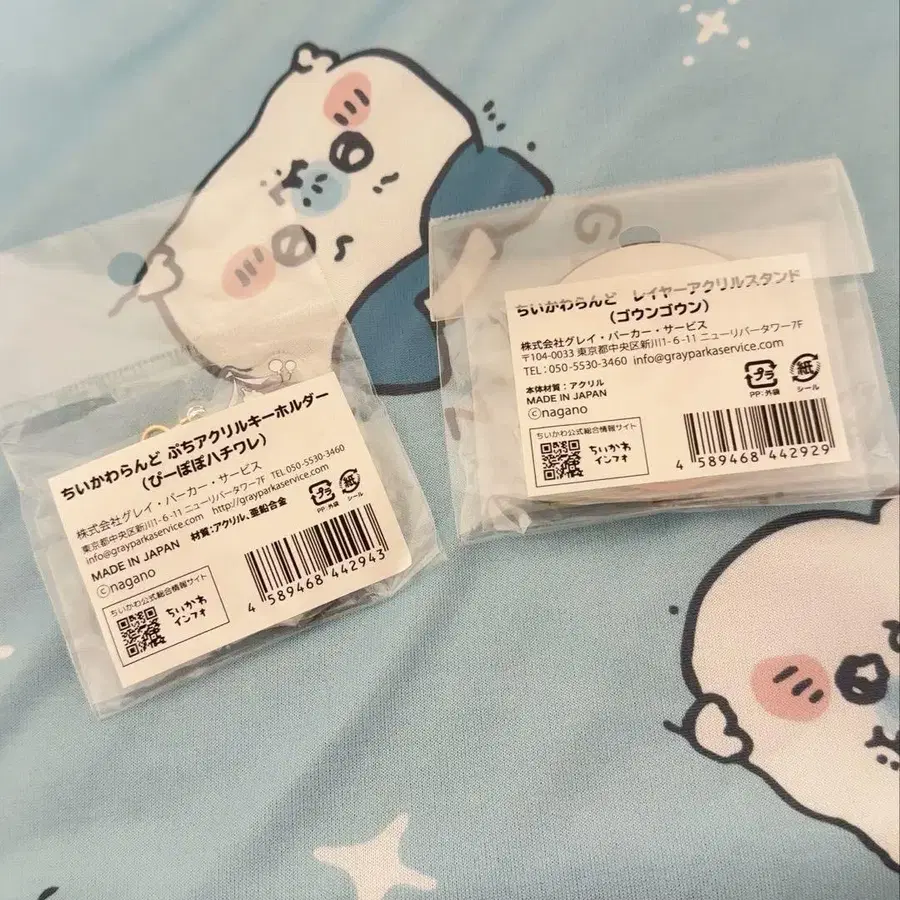 ちいかわらんど ぷちアクリルキーホルダー
(ぴーぽぽハチワレ)
株式会社グレイ・パーカー・サービス
東京都中央区新川1-6-11 ニューリバータワー7F TEL 050-5530-3460
info@grayparkaservice.com http://grayparkaservice.com
MADE IN JAPAN 材質:アクリル、亜鉛合金
ⓒnagano
プラ
PP:外袋
紙
シール
ちいかわ公式総合情報サイト
ちいかわ
インフォ
4 589468 442943
ちいかわらんど レイヤーアクリルスタンド
(ゴウンゴウン)
株式会社グレイ・パーカー・サービス
〒104-0033 東京都中央区新川1-6-11 ニューリバータワー7F
TEL:050-5530-3460 info@grayparkaservice.com
本体材質:アクリル
MADE IN JAPAN
ⓒnagano
プラ
PP:外袋
紙
シール
ちいかわ公式総合情報サイト
ちいかわ
インフォ
4 589468 442929